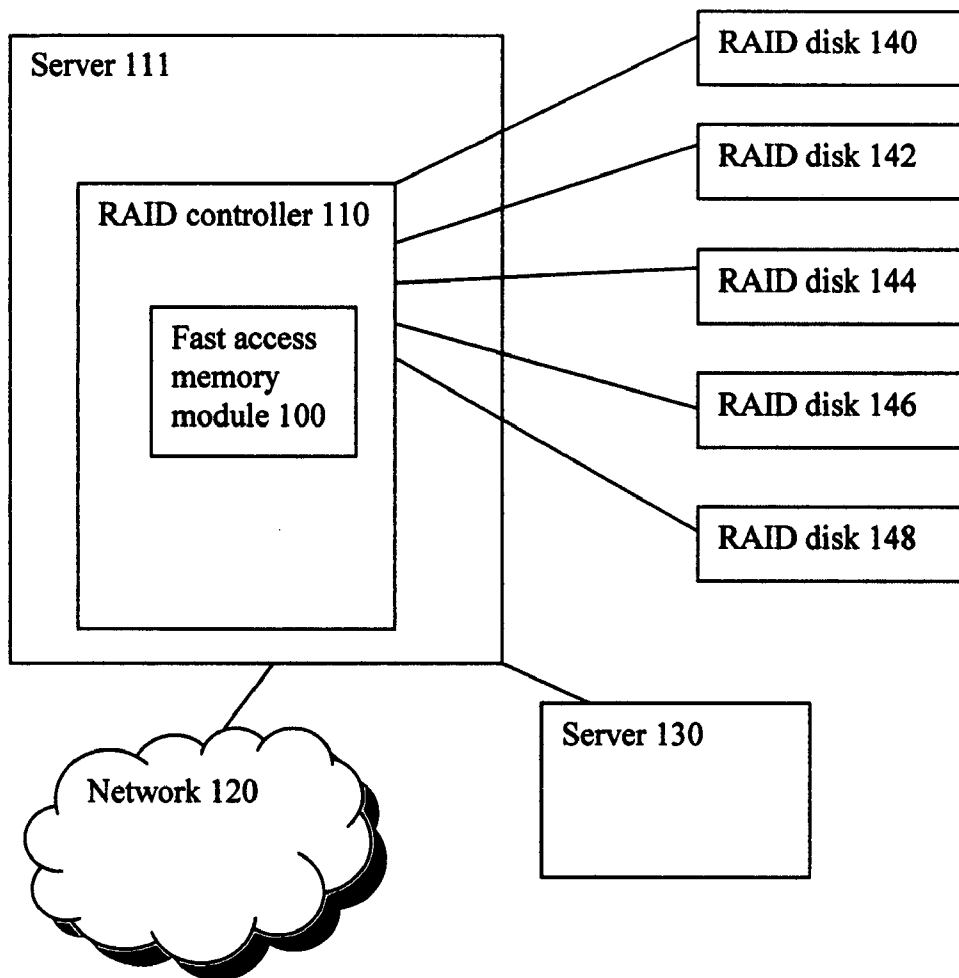 Server 111
RAID controller 110
Fast access
memory
module 100
RAID disk 140
RAID disk 142
RAID disk 144
RAID disk 146
RAID disk 148
Network 120
Server 130